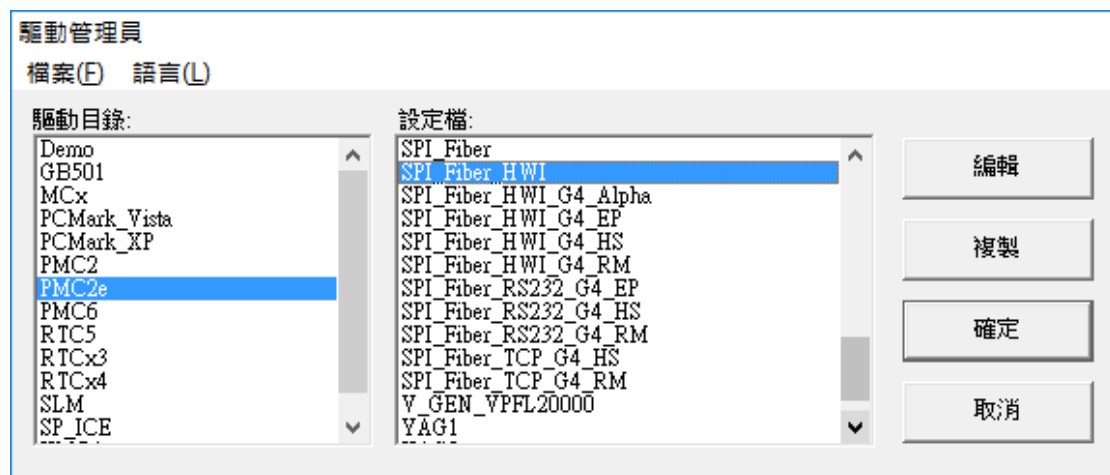 驅動管理員
檔案(F) 語言(L)
驅動目錄:
Demo
GB501
MCx
PCMark_Vista
PCMark_XP
PMC2
PMC2e
PMC6
RTC5
RTCx3
RTCx4
SLM
SP_ICE
設定檔:
SPI_Fiber
SPI_Fiber_HWI
SPI_Fiber_HWI_G4_Alpha
SPI_Fiber_HWI_G4_EP
SPI_Fiber_HWI_G4_HS
SPI_Fiber_HWI_G4_RM
SPI_Fiber_RS232_G4_EP
SPI_Fiber_RS232_G4_HS
SPI_Fiber_RS232_G4_RM
SPI_Fiber_TCP_G4_HS
SPI_Fiber_TCP_G4_RM
V_GEN_VPFL20000
YAG1
編輯
複製
確定
取消